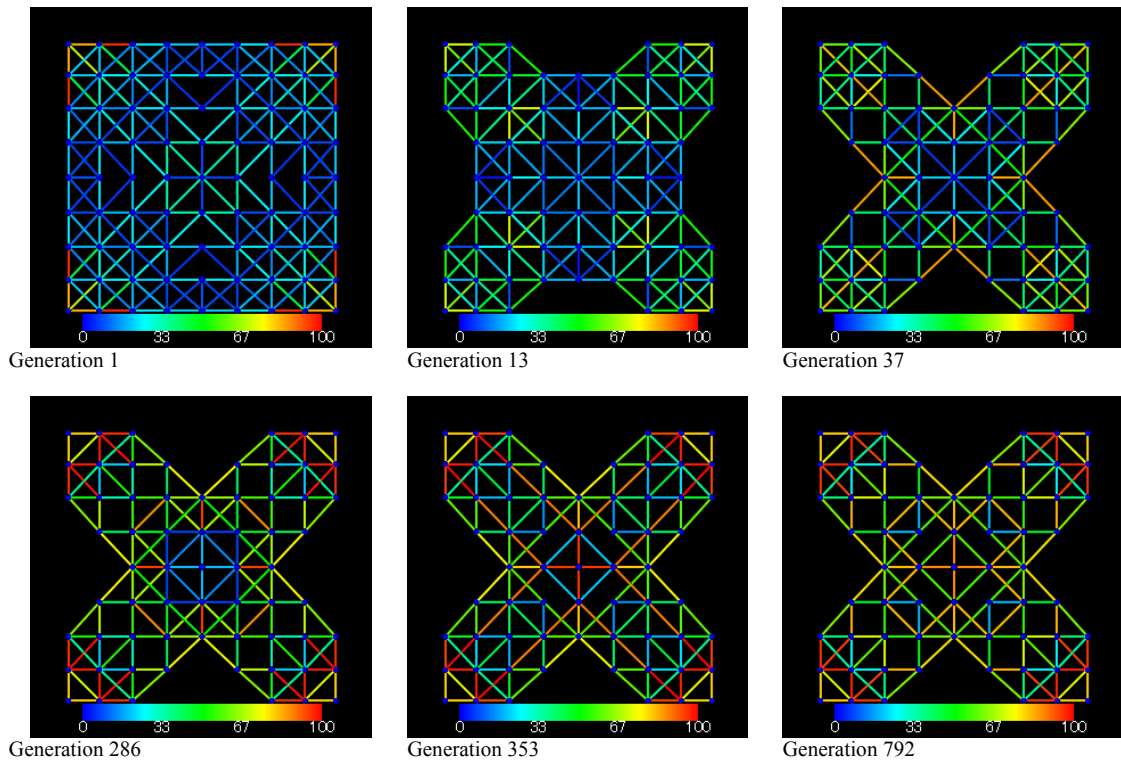 0 33 67 100
0 33 67 100
0 33 67 100
Generation 1
Generation 13
Generation 37
0 33 67 100
0 33 67 100
0 33 67 100
Generation 286
Generation 353
Generation 792